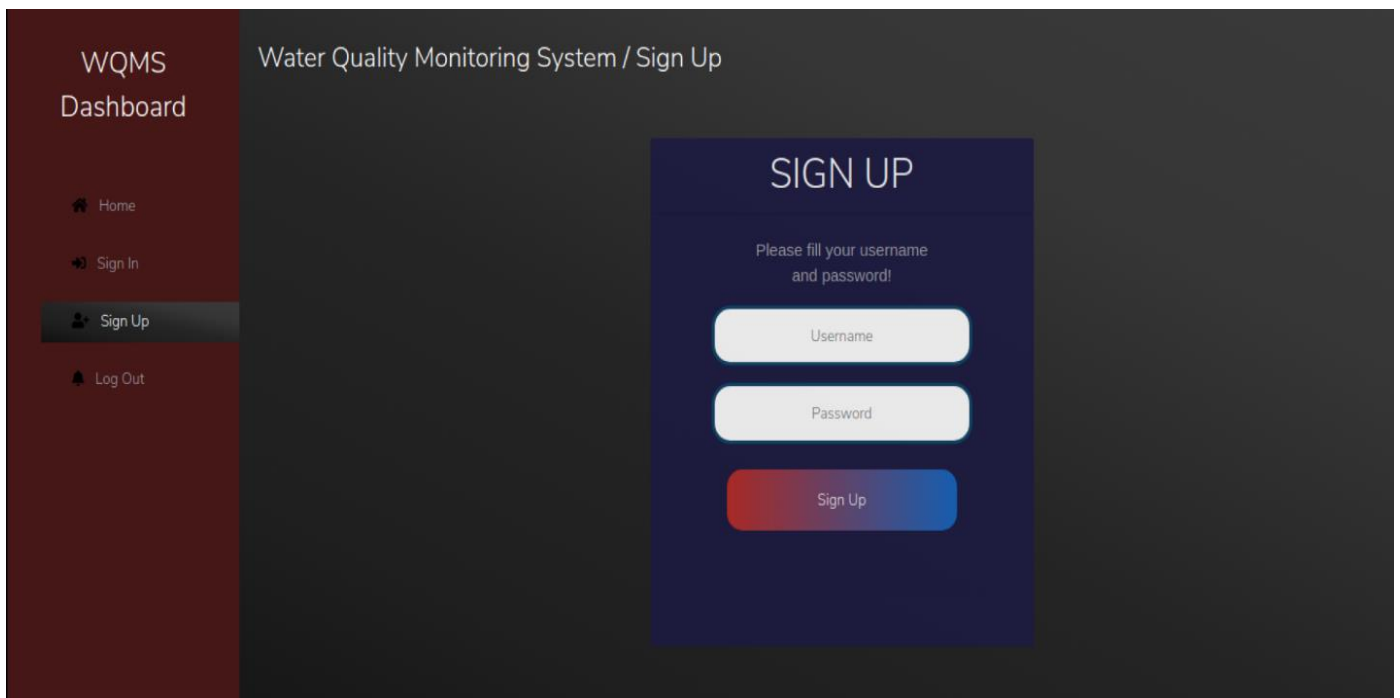 WQMS
Dashboard
Home
Sign In
Sign Up
Log Out
Water Quality Monitoring System / Sign Up
SIGN UP
Please fill your username
and password!
Username
Password
Sign Up